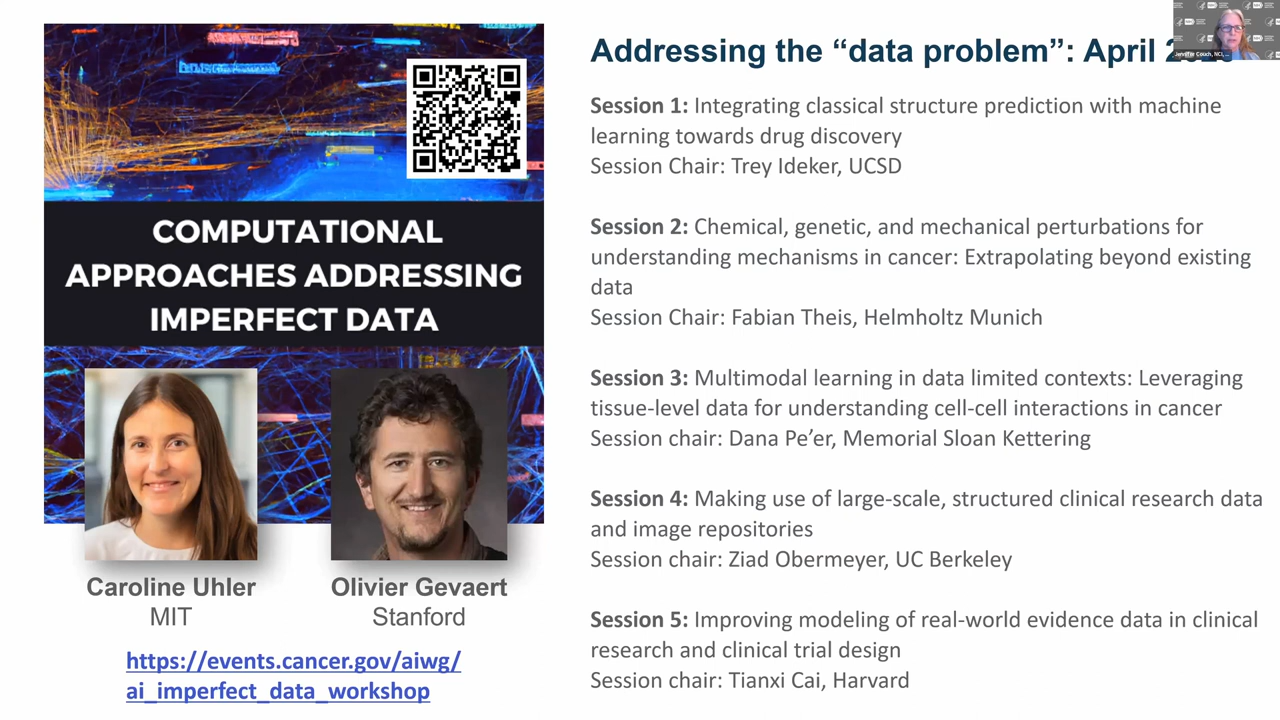 COMPUTATIONAL
APPROACHES ADDRESSING
IMPERFECT DATA
Caroline Uhler
MIT
Olivier Gevaert
Stanford
https://events.cancer.gov/aiwg/
ai_imperfect_data_workshop
Addressing the “data problem”: April
Session 1: Integrating classical structure prediction with machine
learning towards drug discovery
Session Chair: Trey Ideker, UCSD
Session 2: Chemical, genetic, and mechanical perturbations for
understanding mechanisms in cancer: Extrapolating beyond existing
data
Session Chair: Fabian Theis, Helmholtz Munich
Session 3: Multimodal learning in data limited contexts: Leveraging
tissue-level data for understanding cell-cell interactions in cancer
Session chair: Dana Pe’er, Memorial Sloan Kettering
Session 4: Making use of large-scale, structured clinical research data
and image repositories
Session chair: Ziad Obermeyer, UC Berkeley
Session 5: Improving modeling of real-world evidence data in clinical
research and clinical trial design
Session chair: Tianxi Cai, Harvard
Jennifer Couch, NCI, ...